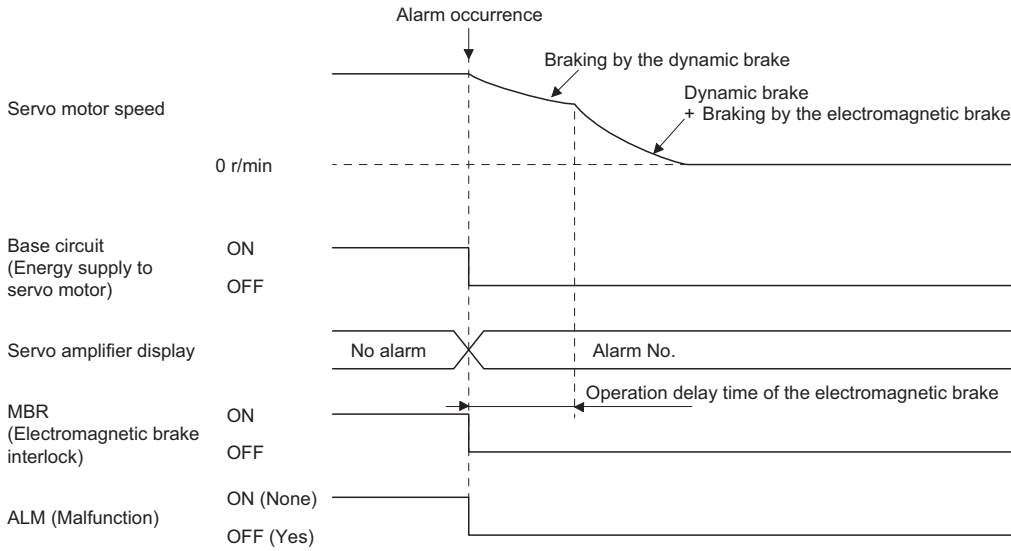 Alarm occurrence
Braking by the dynamic brake
Dynamic brake
+ Braking by the electromagnetic brake
Servo motor speed
0 r/min
Base circuit
(Energy supply to
servo motor)
ON
OFF
Servo amplifier display
No alarm
Alarm No.
Operation delay time of the electromagnetic brake
MBR
(Electromagnetic brake
interlock)
ON
OFF
ALM (Malfunction)
ON (None)
OFF (Yes)